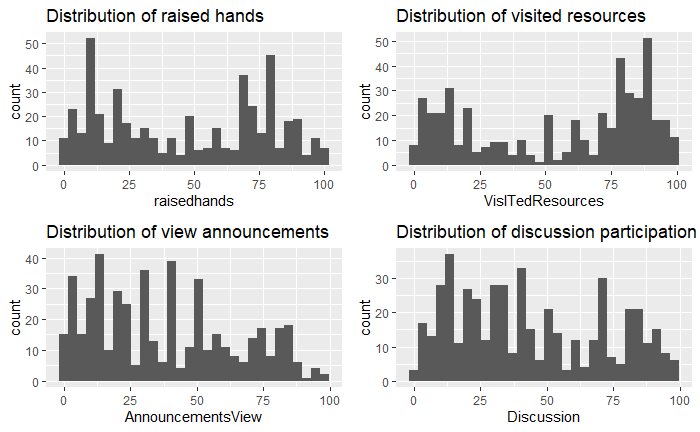 Distribution of raised hands
count
50
40
30
20
10
0
0 25 50 75 100
raisedhands
Distribution of visited resources
count
50
40
30
20
10
0
0 25 50 75 100
VisITedResources
Distribution of view announcements
count
40
30
20
10
0
0 25 50 75 100
AnnouncementsView
Distribution of discussion participation
count
30
20
10
0
0 25 50 75 100
Discussion